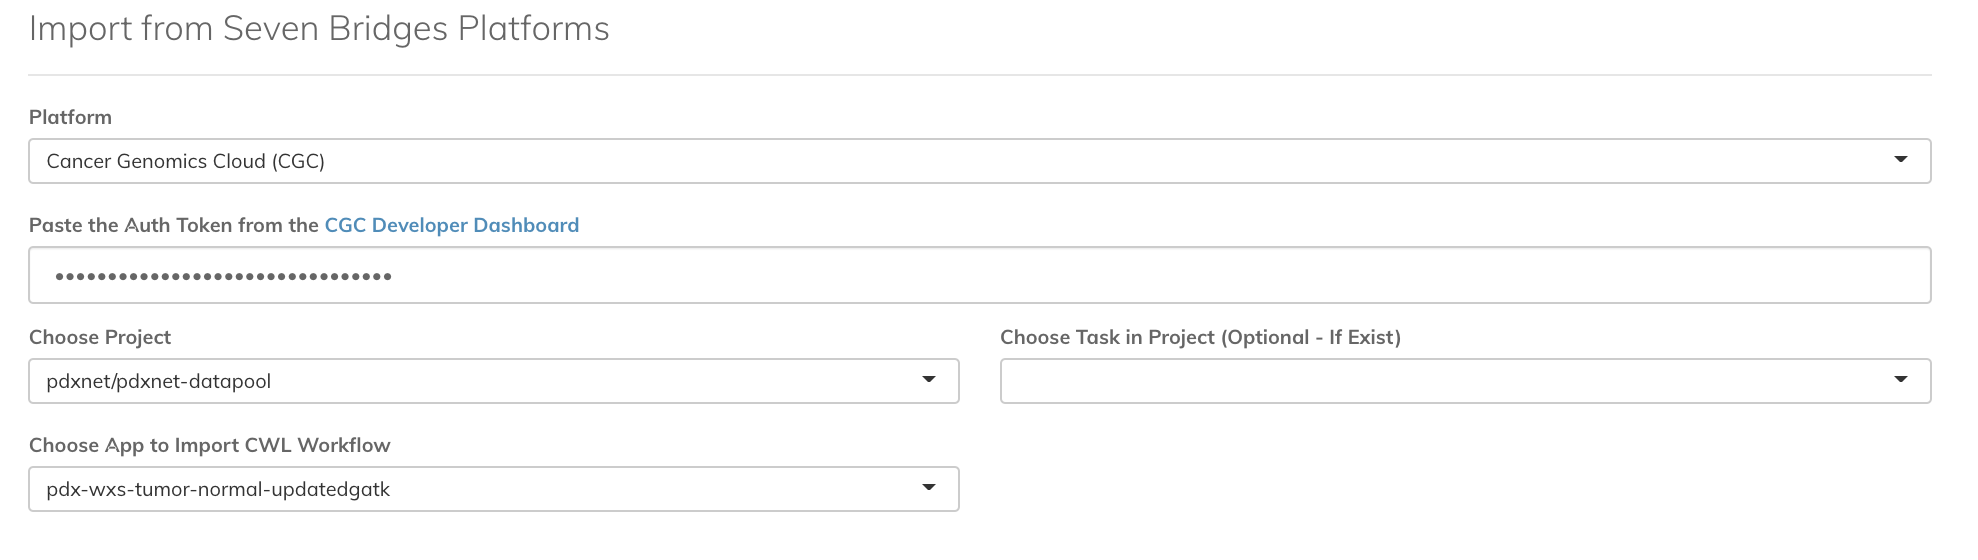 Import from Seven Bridges Platforms
Platform
Cancer Genomics Cloud (CGC)
Paste the Auth Token from the CGC Developer Dashboard
••••••••••••••••••••••••••••••••
Choose Project
Choose Task in Project (Optional - If Exist)
pdxnet/pdxnet-datapool
Choose App to Import CWL Workflow
pdx-wxs-tumor-normal-updatedgatk